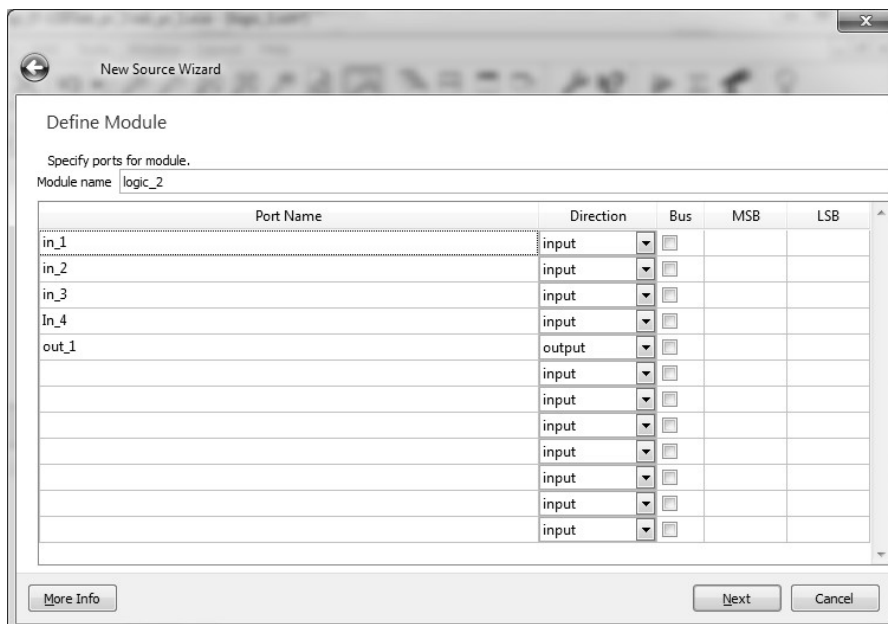 New Source Wizard
Define Module
Specify ports for module.
Module name logic_2
Port Name Direction Bus MSB LSB
in_1 input
in_2 input
in_3 input
In_4 input
out_1 output
input
input
input
input
input
input
input
More Info Next Cancel